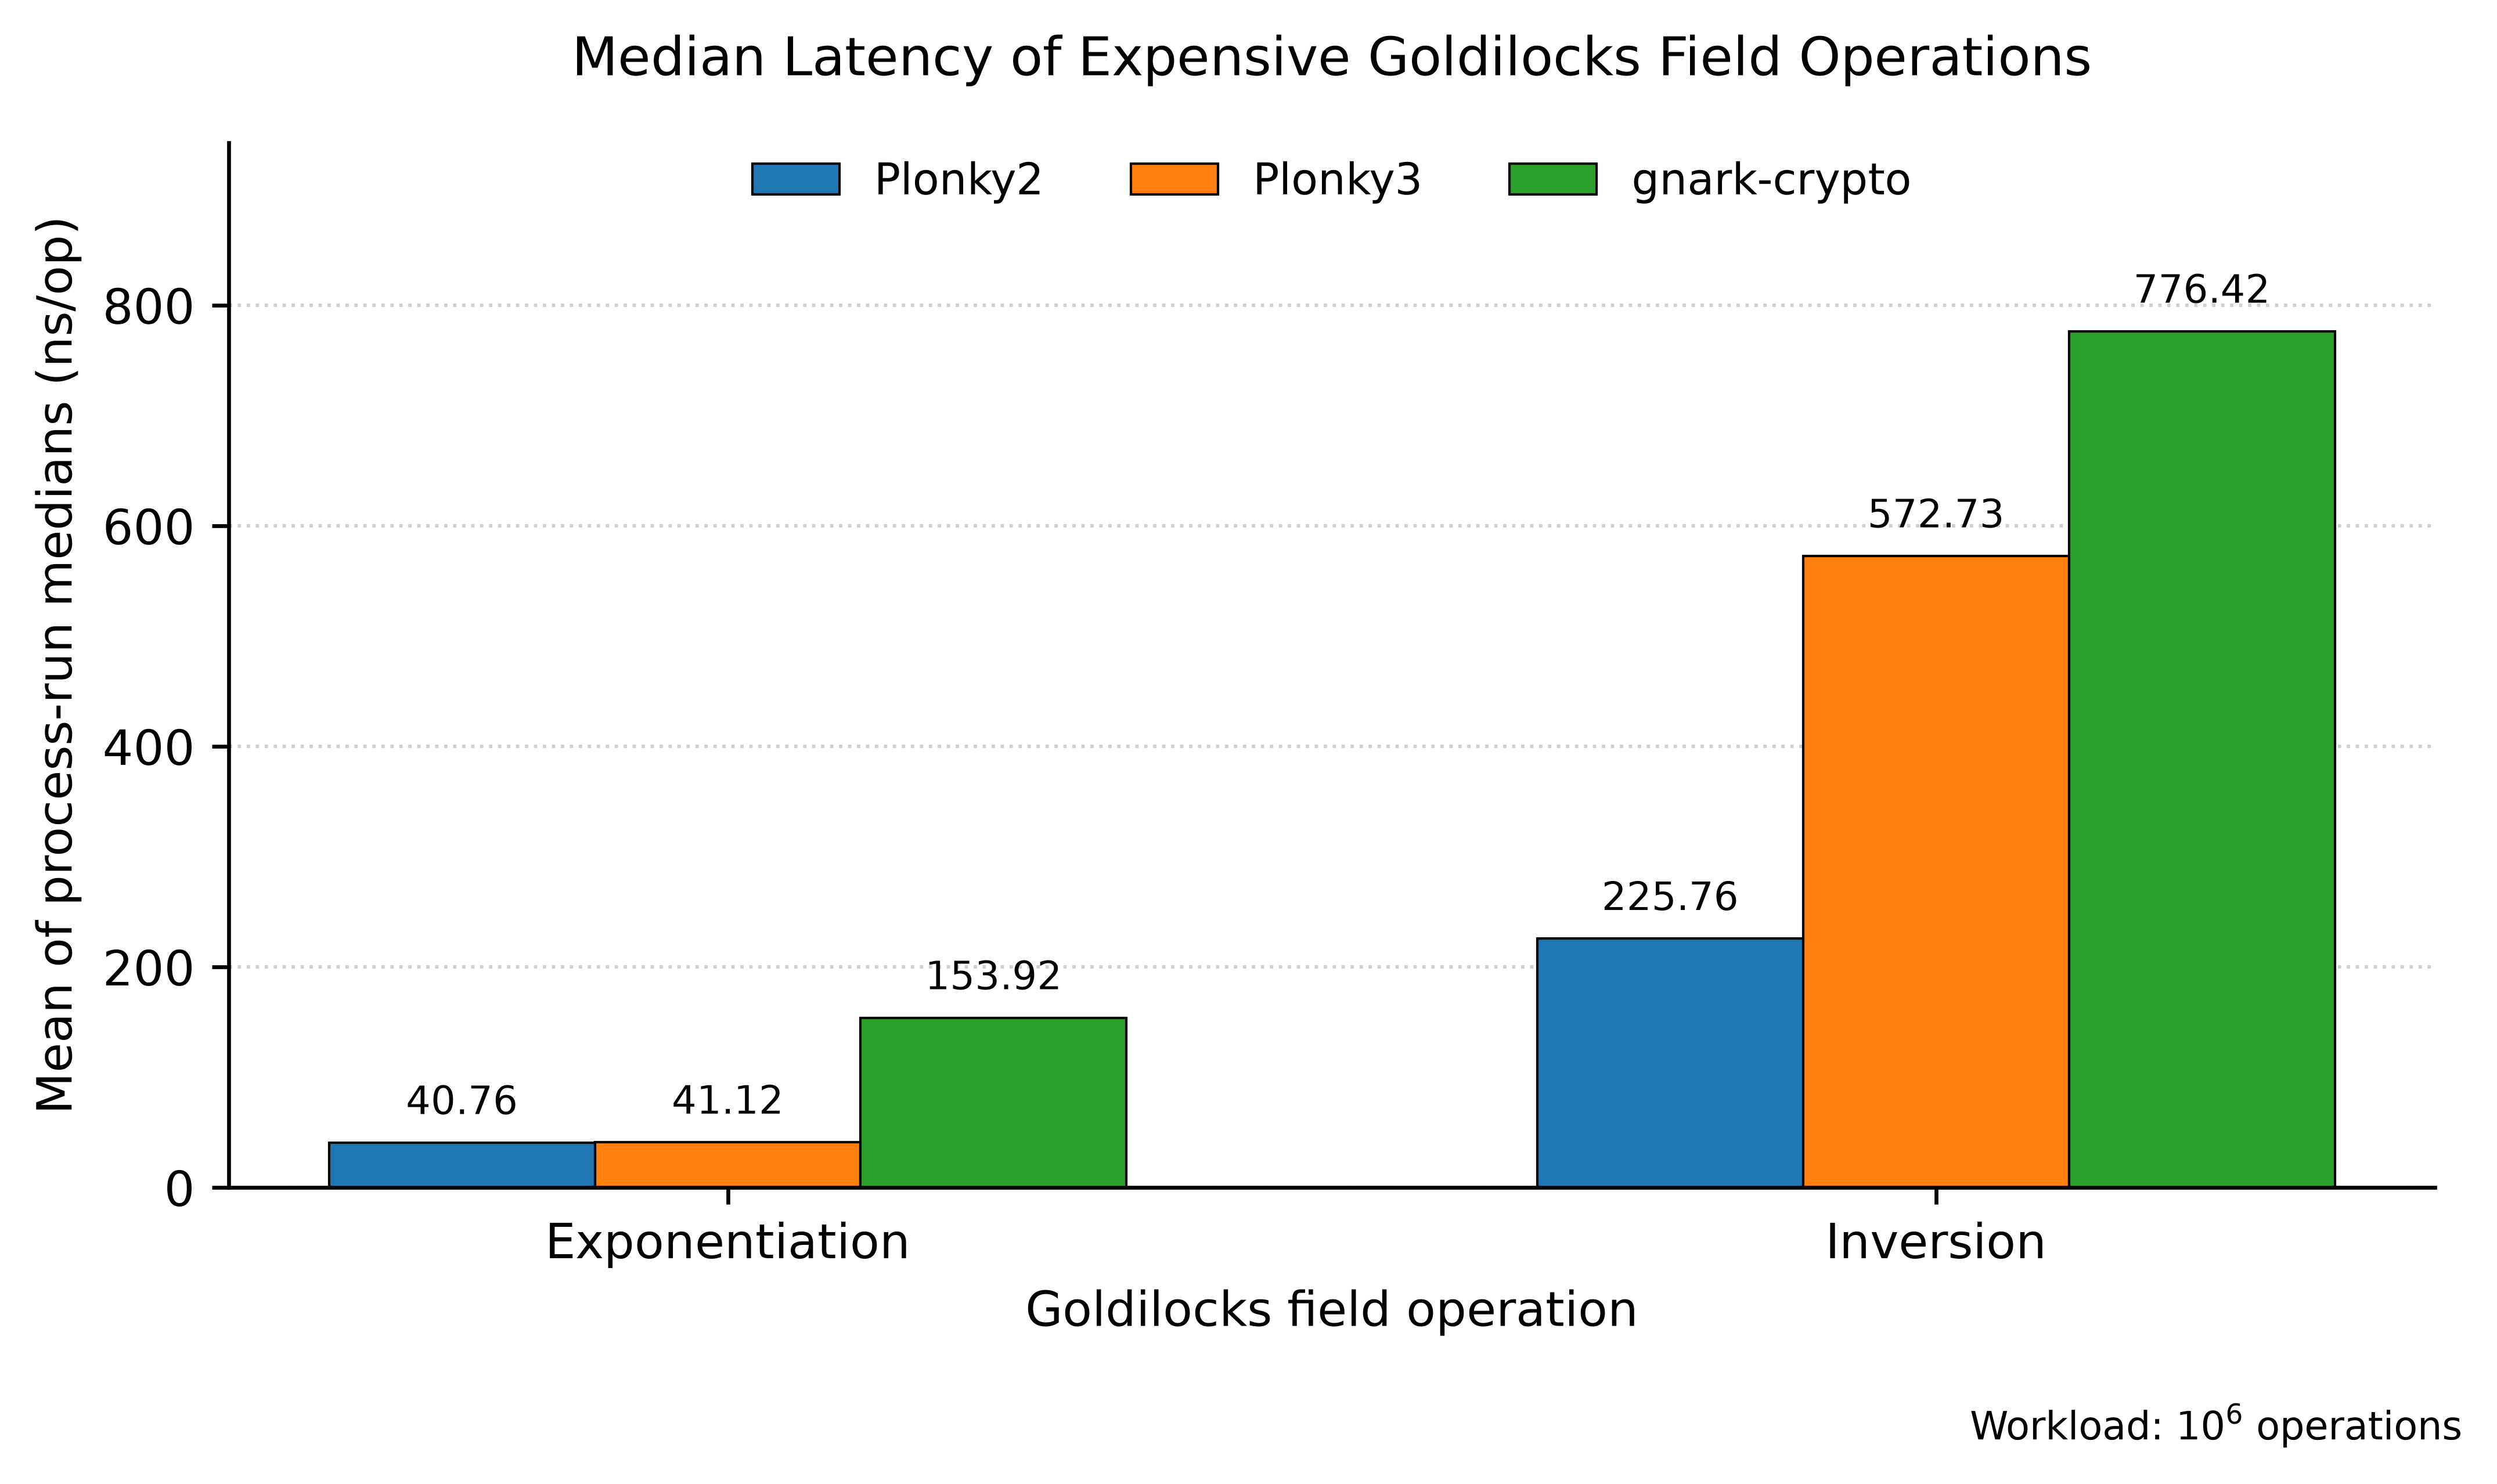 Median Latency of Expensive Goldilocks Field Operations
Plonky2 Plonky3 gnark-crypto
Mean of process-run medians (ns/op)
800
600
400
200
0
40.76
41.12
153.92
225.76
572.73
776.42
Exponentiation Inversion
Goldilocks field operation
Workload: 10⁶ operations